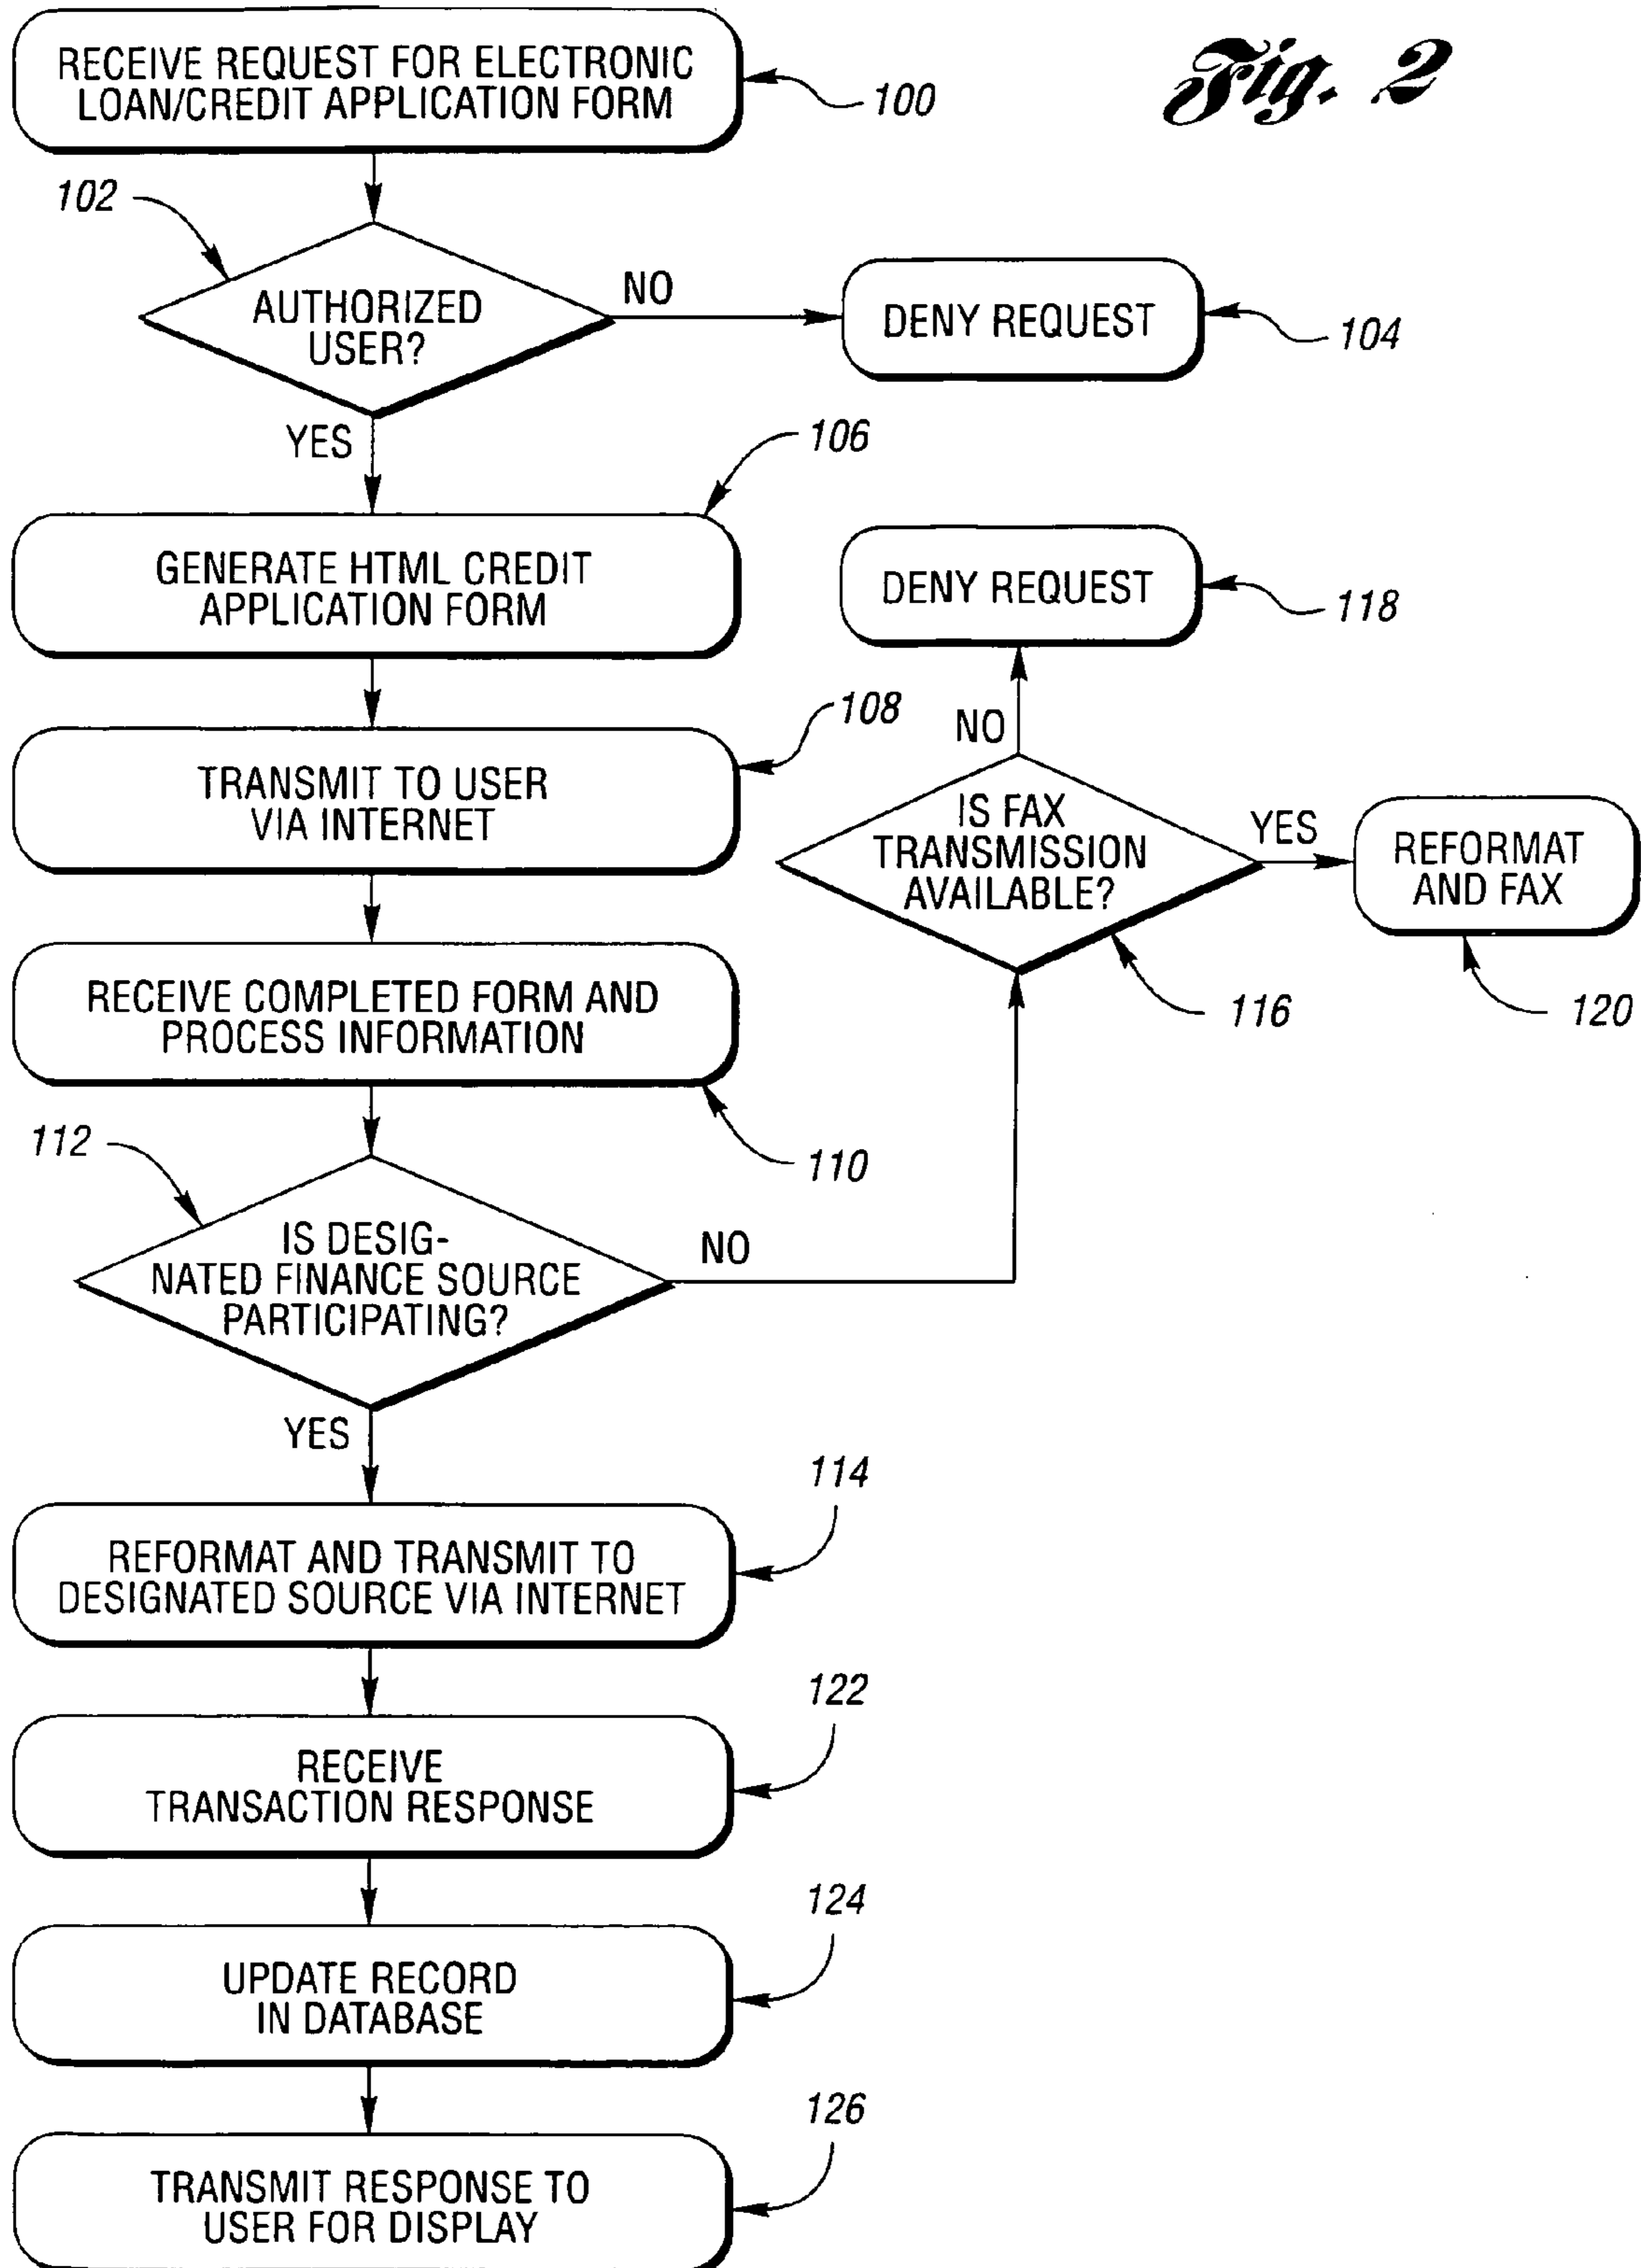 Fig. 2
RECEIVE REQUEST FOR ELECTRONIC
LOAN/CREDIT APPLICATION FORM
100
102
AUTHORIZED
USER?
NO
DENY REQUEST
104
YES
106
GENERATE HTML CREDIT
APPLICATION FORM
108
TRANSMIT TO USER
VIA INTERNET
RECEIVE COMPLETED FORM AND
PROCESS INFORMATION
110
112
IS DESIG-
NATED FINANCE SOURCE
PARTICIPATING?
NO
DENY REQUEST
118
NO
IS FAX
TRANSMISSION
AVAILABLE?
116
YES
REFORMAT
AND FAX
120
YES
114
REFORMAT AND TRANSMIT TO
DESIGNATED SOURCE VIA INTERNET
122
RECEIVE
TRANSACTION RESPONSE
124
UPDATE RECORD
IN DATABASE
126
TRANSMIT RESPONSE TO
USER FOR DISPLAY